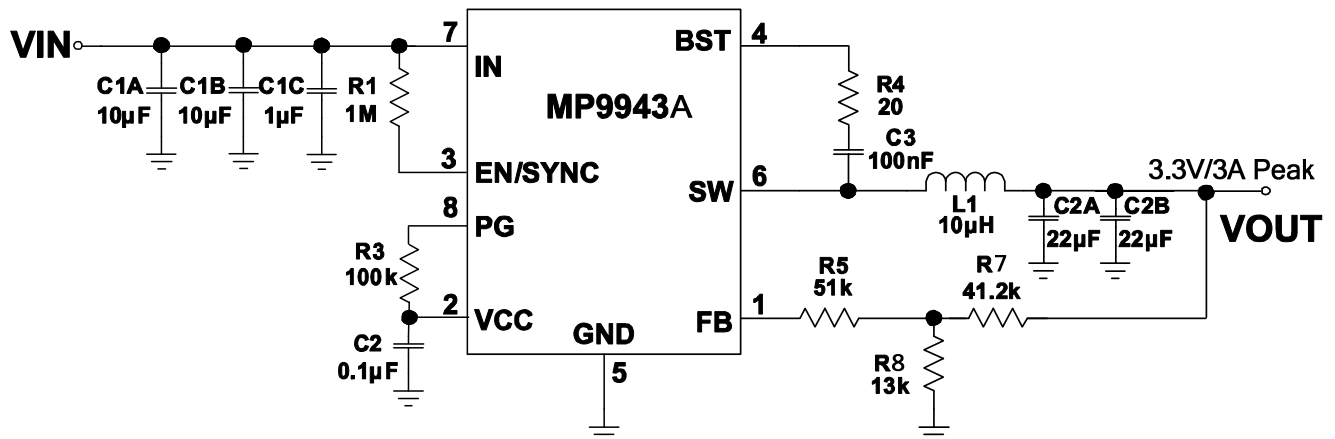 VIN
C1A
10µF
C1B
10µF
C1C
1µF
R1
1M
7
IN
3
EN/SYNC
8
PG
R3
100k
2
VCC
C2
0.1µF
MP9943A
GND
5
BST
4
R4
20
C3
100nF
SW
6
L1
10µH
C2A
22µF
C2B
22µF
3.3V/3A Peak
VOUT
FB
1
R5
51k
R7
41.2k
R8
13k